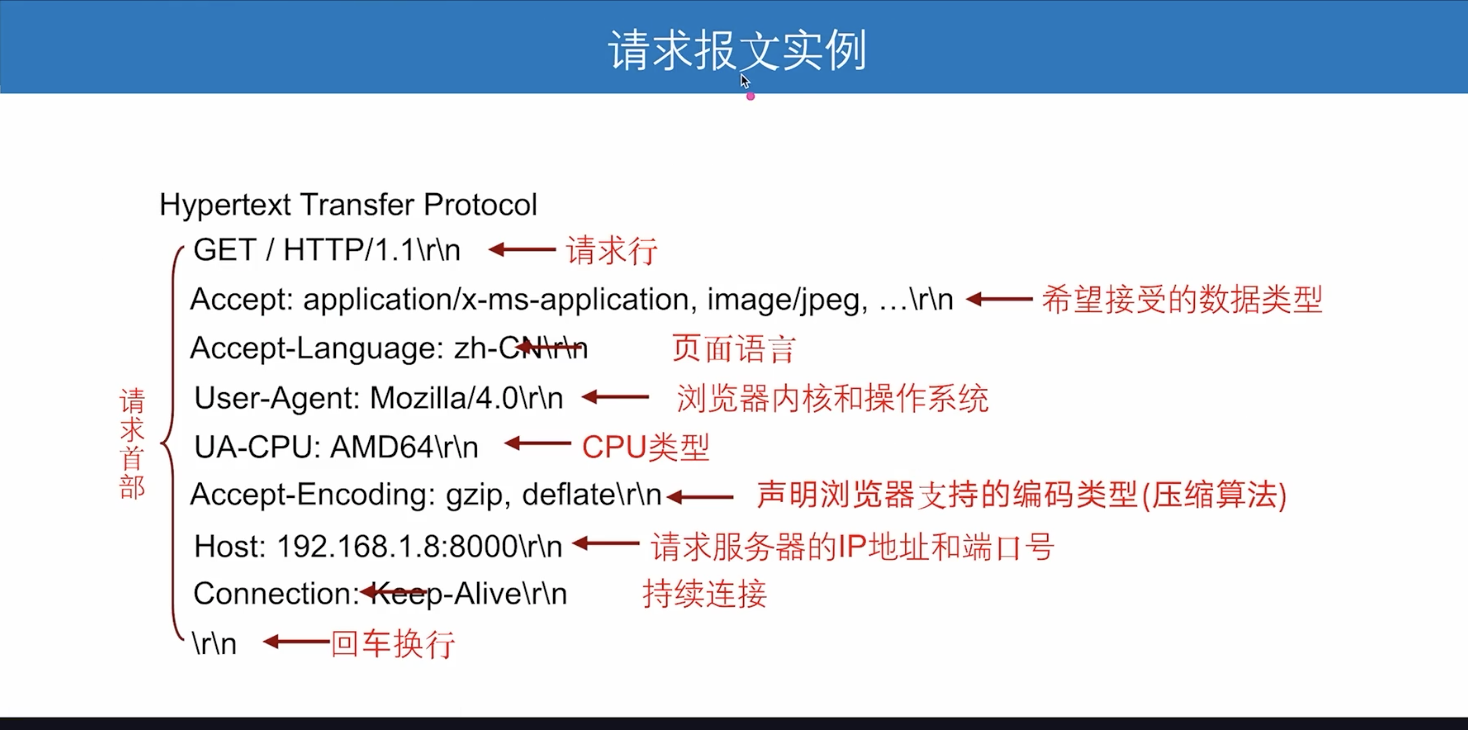 请求报文实例
Hypertext Transfer Protocol
GET / HTTP/1.1\r\n 请求行
Accept: application/x-ms-application, image/jpeg, …\r\n 希望接受的数据类型
Accept-Language: zh-CN\r\n 页面语言
User-Agent: Mozilla/4.0\r\n 浏览器内核和操作系统
UA-CPU: AMD64\r\n CPU类型
Accept-Encoding: gzip, deflate\r\n 声明浏览器支持的编码类型(压缩算法)
Host: 192.168.1.8:8000\r\n 请求服务器的IP地址和端口号
Connection: Keep-Alive\r\n 持续连接
\r\n 回车换行
请求首部